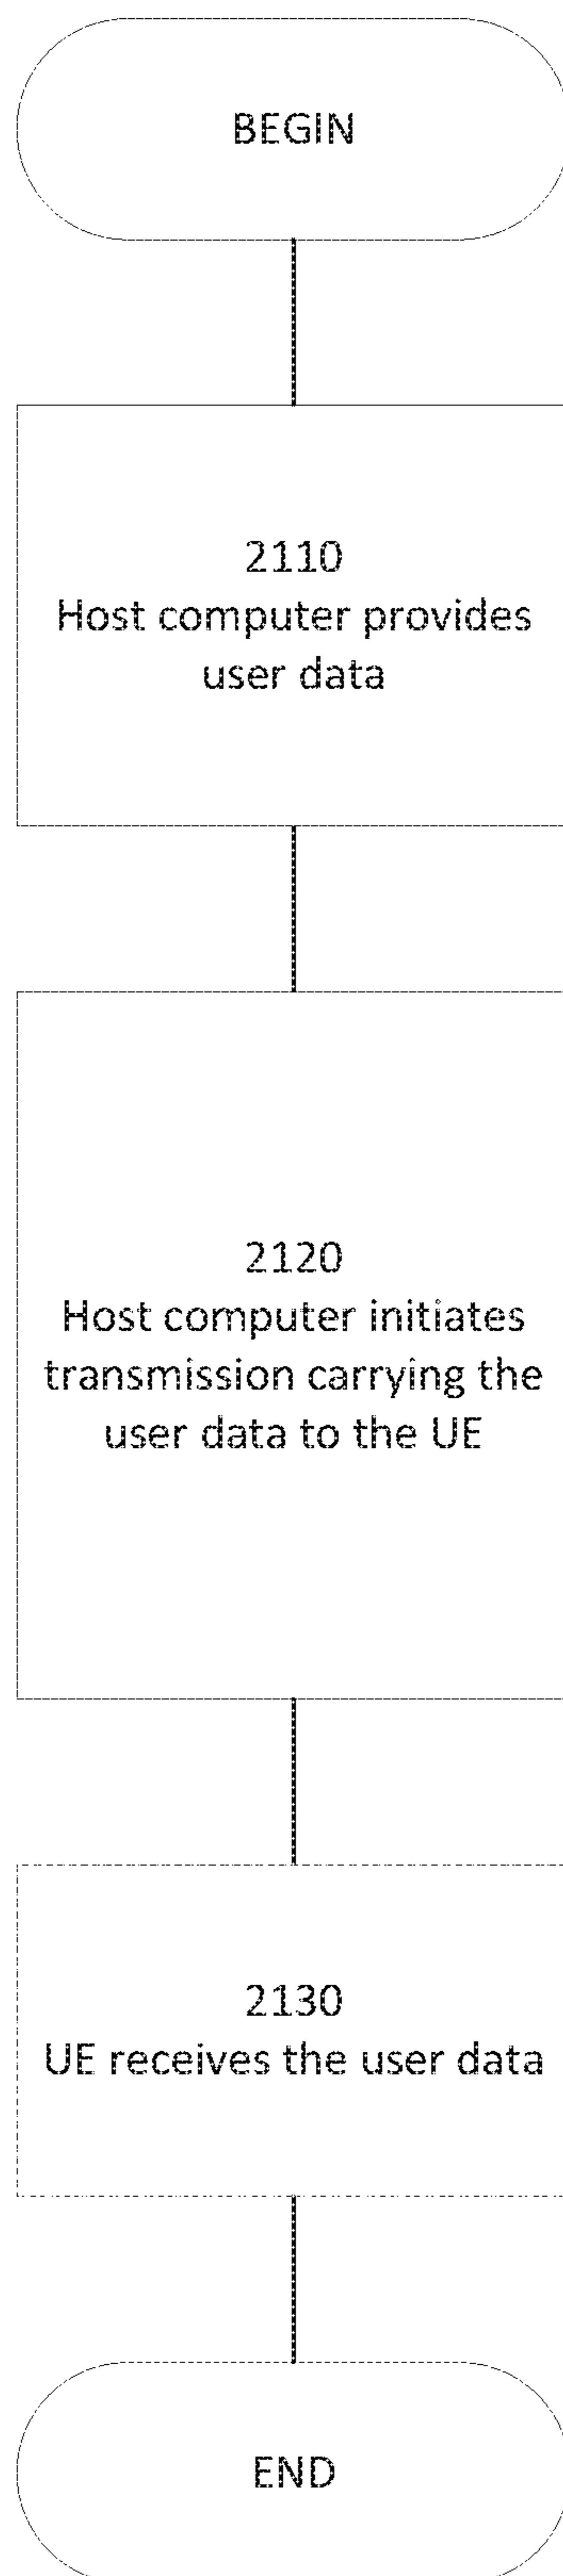 BEGIN
2110
Host computer provides
user data
2120
Host computer initiates
transmission carrying the
user data to the UE
2130
UE receives the user data
END